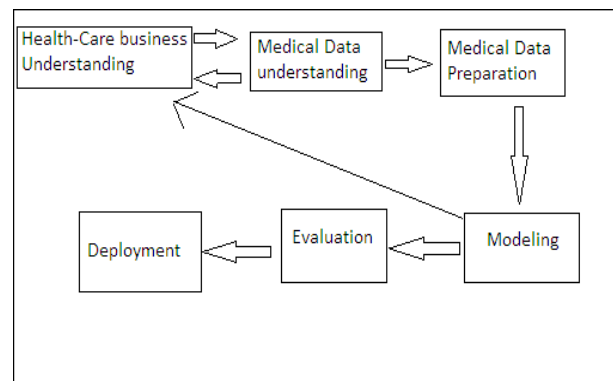 Health-Care business
Understanding
Medical Data
understanding
Medical Data
Preparation
Deployment
Evaluation
Modeling